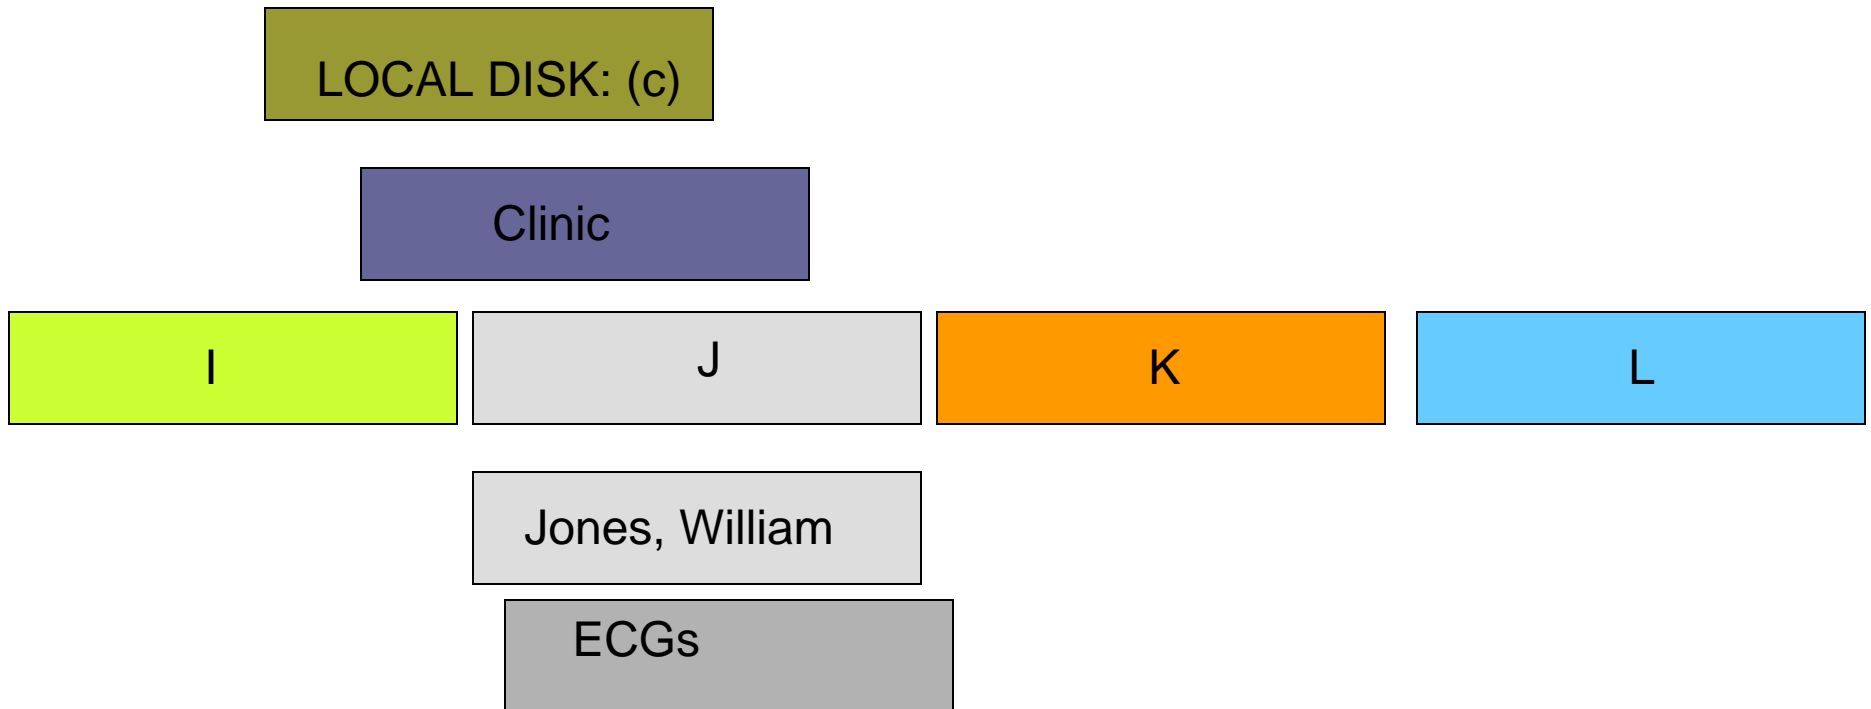 LOCAL DISK: (c)
Clinic
I
J
K
L
Jones, William
ECGs